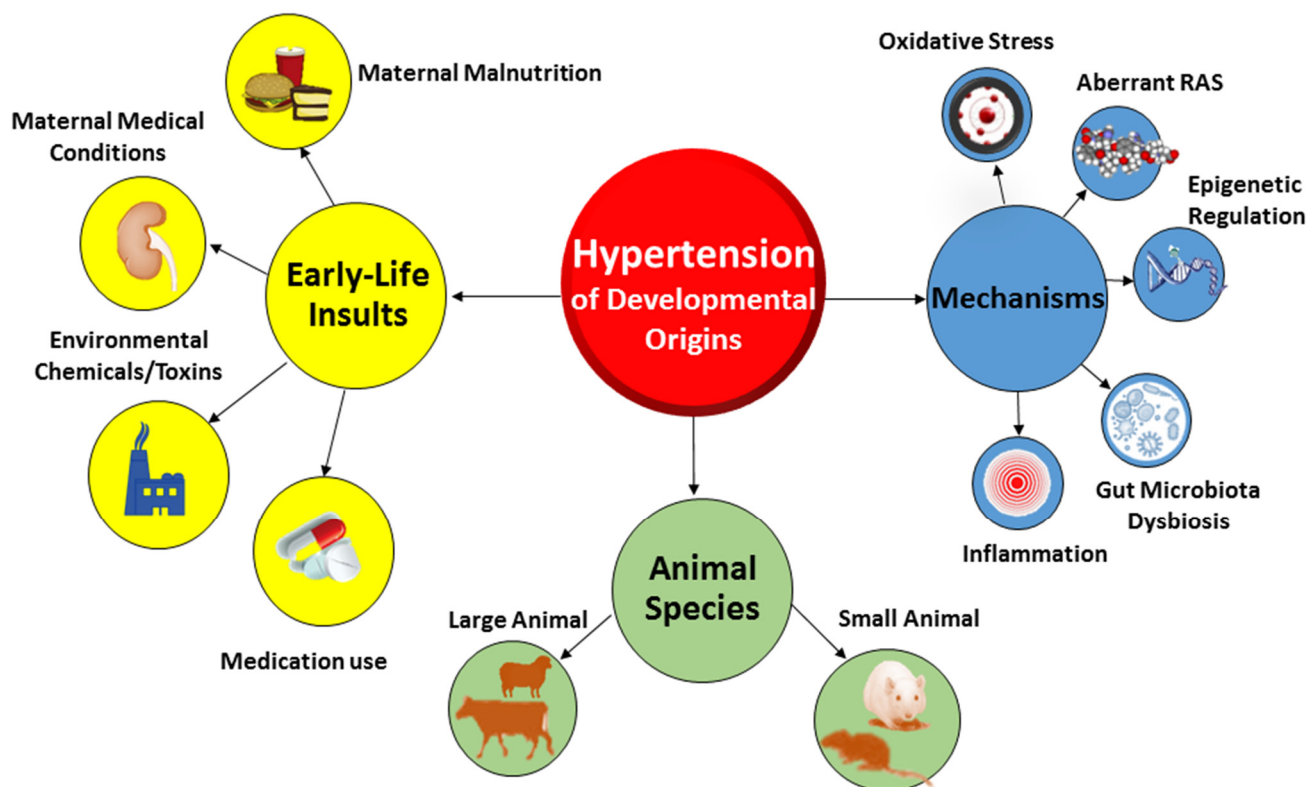 Oxidative Stress
Maternal Malnutrition
Aberrant RAS
Maternal Medical
Conditions
Epigenetic
Regulation
Hypertension
of Developmental
Origins
Early-Life
Insults
Mechanisms
Environmental
Chemicals/Toxins
Gut Microbiota
Dysbiosis
Inflammation
Animal
Species
Large Animal
Small Animal
Medication use